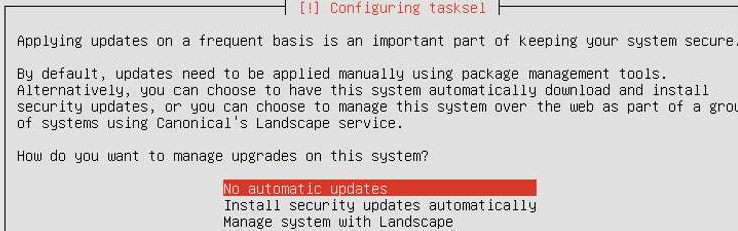 [!] Configuring tasksel
Applying updates on a frequent basis is an important part of keeping your system secure.
By default, updates need to be applied manually using package management tools.
Alternatively, you can choose to have this system automatically download and install
security updates, or you can choose to manage this system over the web as part of a grou
of systems using Canonical's Landscape service.
How do you want to manage upgrades on this system?
No automatic updates
Install security updates automatically
Manage system with Landscape